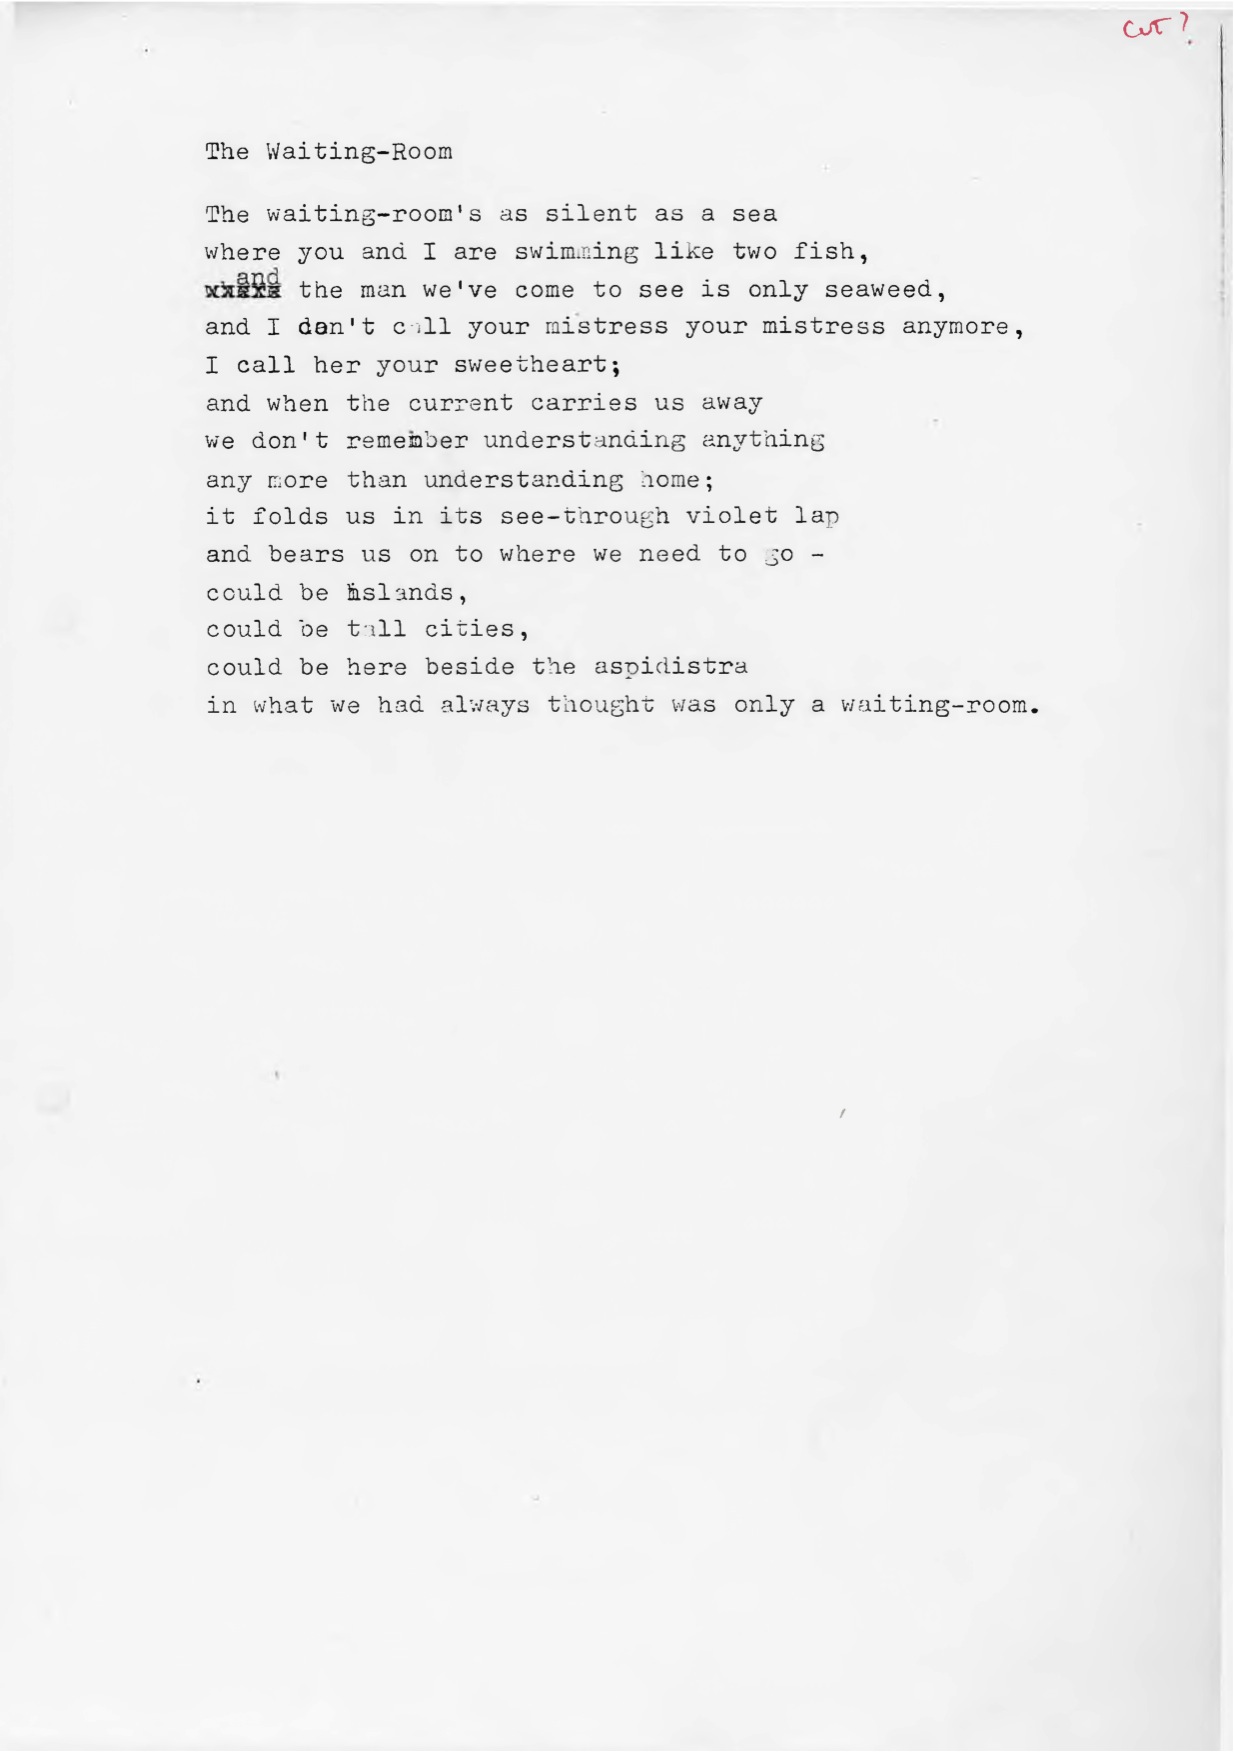 cut?
The Waiting-Room
The waiting-room's as silent as a sea
where you and I are swimming like two fish,
and the man we've come to see is only seaweed,
and I don't call your mistress your mistress anymore,
I call her your sweetheart;
and when the current carries us away
we don't remember understanding anything
any more than understanding home;
it folds us in its see-through violet lap
and bears us on to where we need to go -
could be islands,
could be tall cities,
could be here beside the aspidistra
in what we had always thought was only a waiting-room.